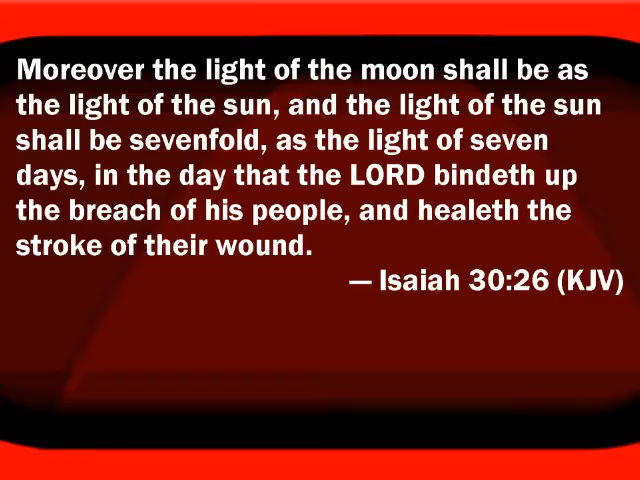 Moreover the light of the moon shall be as
the light of the sun, and the light of the sun
shall be sevenfold, as the light of seven
days, in the day that the LORD bindeth up
the breach of his people, and healeth the
stroke of their wound.
— Isaiah 30:26 (KJV)